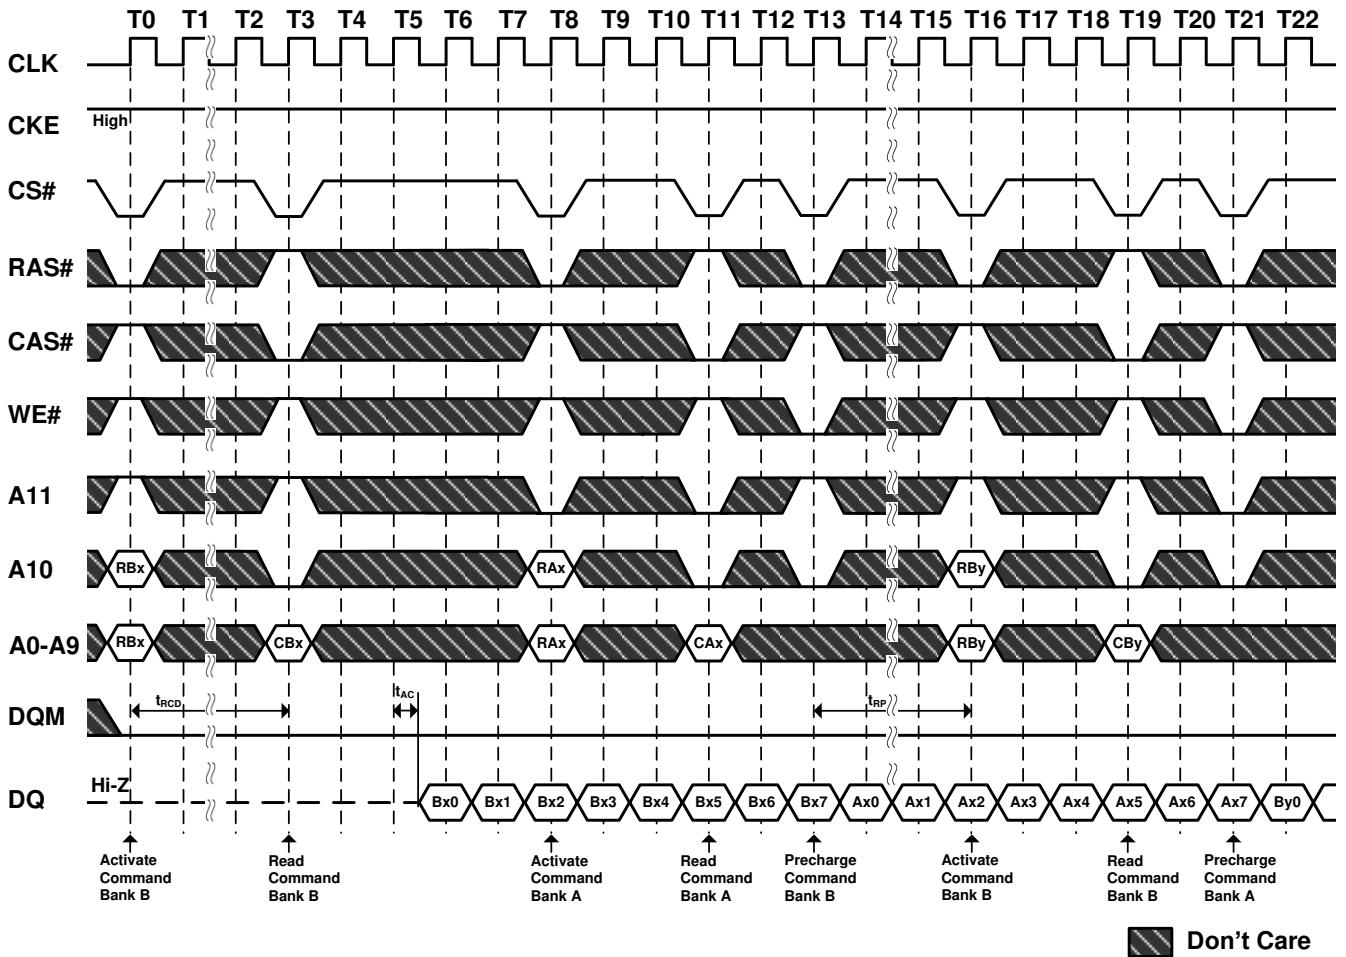 T0 T1 T2 T3 T4 T5 T6 T7 T8 T9 T10 T11 T12 T13 T14 T15 T16 T17 T18 T19 T20 T21 T22
CLK
CKE
High
CS#
RAS#
CAS#
WE#
A11
A10
RBx RAx RBy
A0-A9
RBx CBx RAx CAx RBy CBy
DQM
tRCD tAC tRP
DQ
Hi-Z
Bx0 Bx1 Bx2 Bx3 Bx4 Bx5 Bx6 Bx7 Ax0 Ax1 Ax2 Ax3 Ax4 Ax5 Ax6 Ax7 By0
Activate
Command
Bank B
Read
Command
Bank B
Activate
Command
Bank A
Read
Command
Bank A
Precharge
Command
Bank B
Activate
Command
Bank B
Read
Command
Bank B
Precharge
Command
Bank A
Don't Care